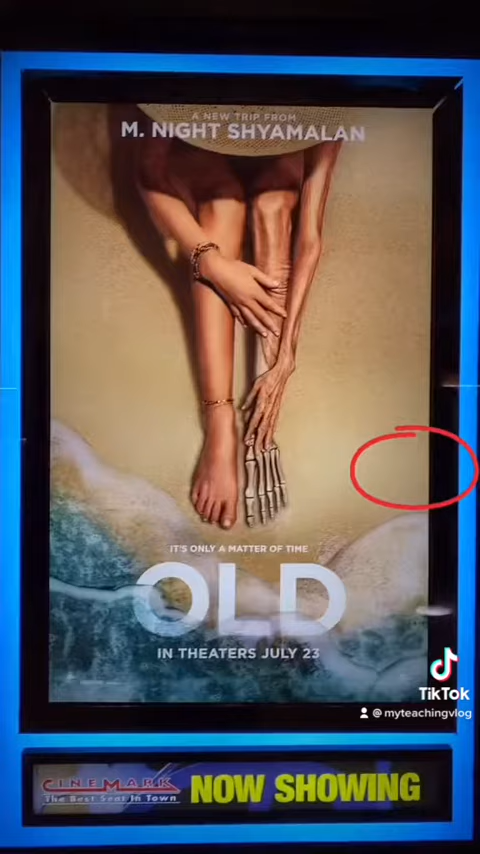 A NEW TRIP FROM
M. NIGHT SHYAMALAN
IT'S ONLY A MATTER OF TIME
OLD
IN THEATERS JULY 23
TikTok
@myteachingvlog
CINEMARK
The Best Seat In Town
NOW SHOWING